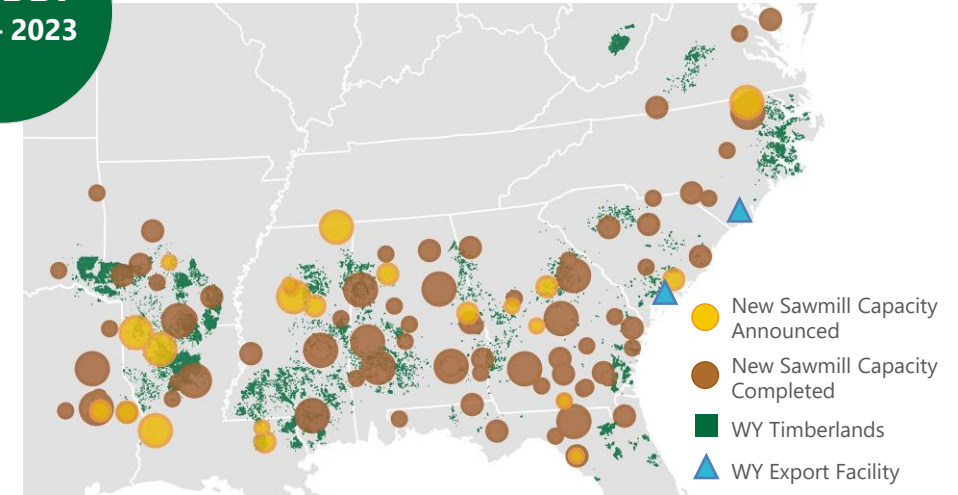 - 2023
New Sawmill Capacity
Announced
New Sawmill Capacity
Completed
WY Timberlands
WY Export Facility